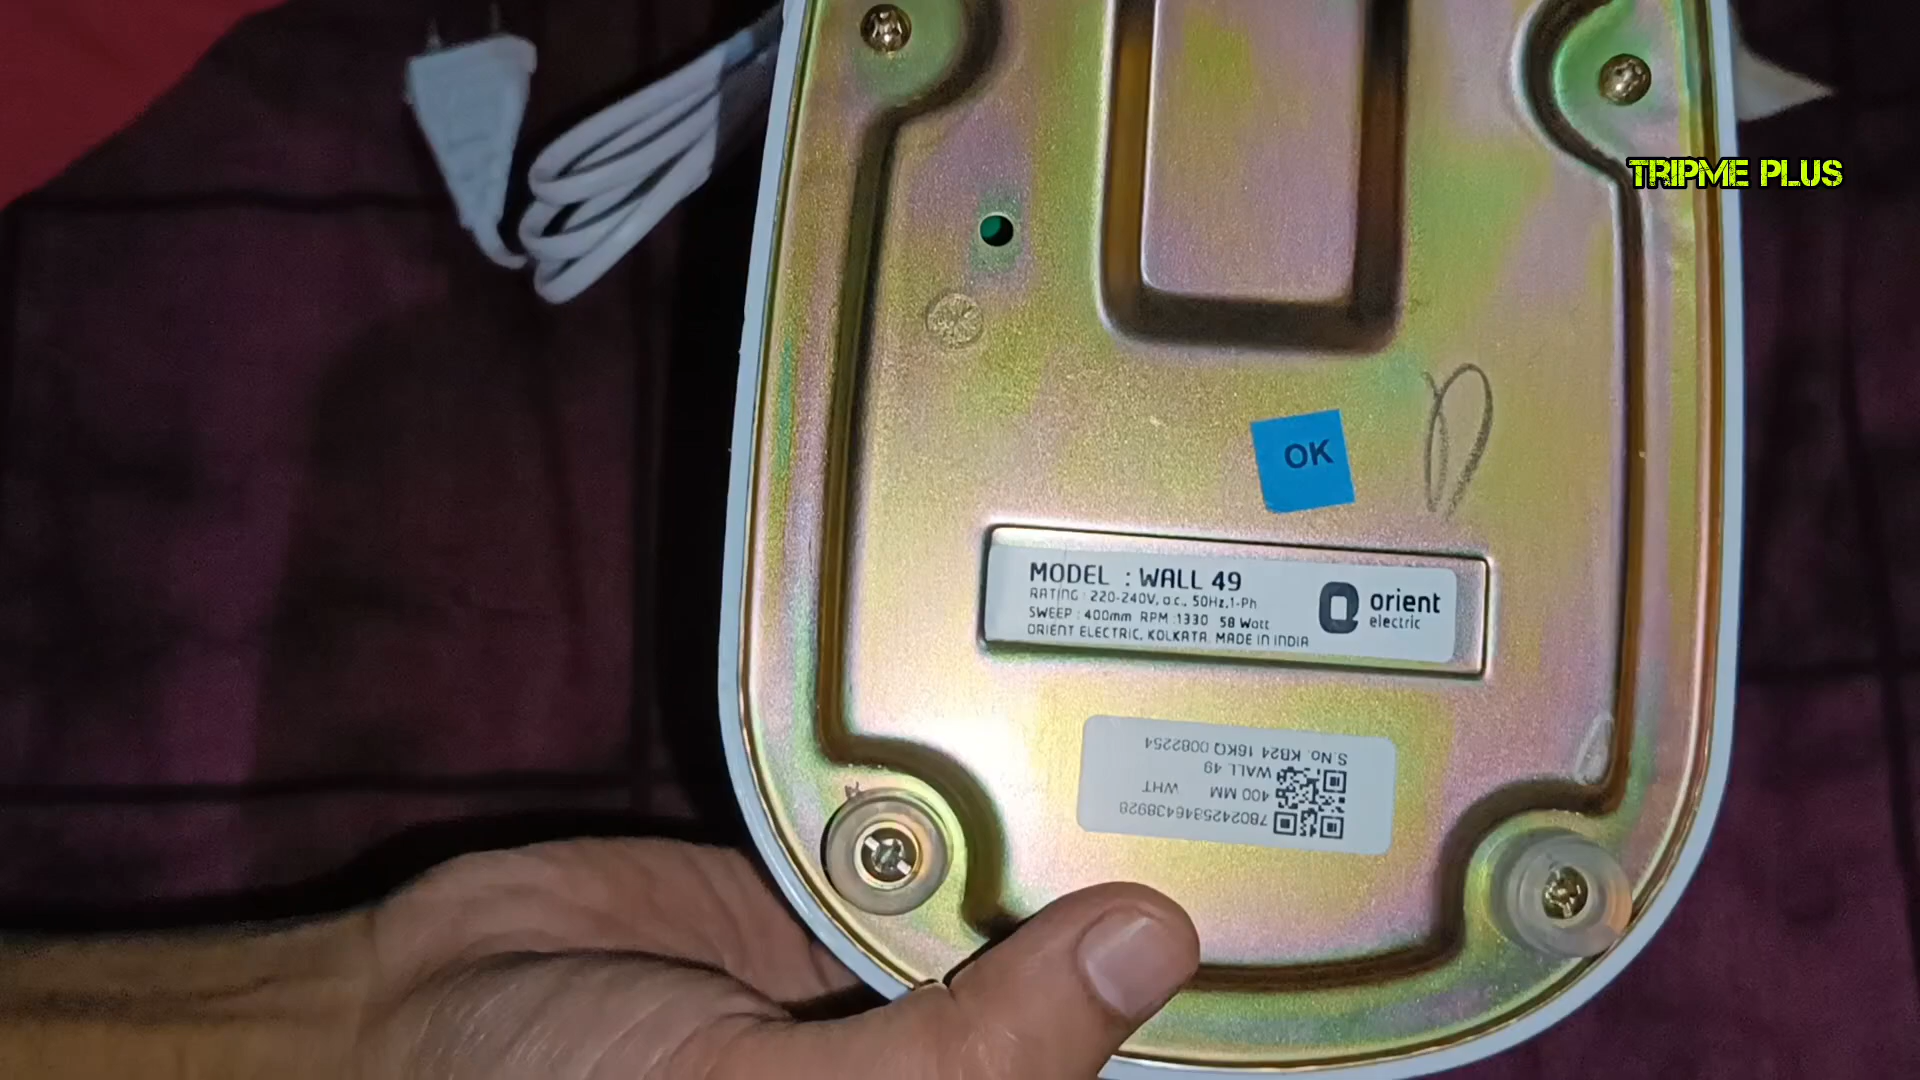 TRIPME PLUS
OK
MODEL : WALL 49
RATING : 220-240V, a.c., 50Hz,1-Ph
SWEEP : 400mm RPM :1330 58 Watt
ORIENT ELECTRIC, KOLKATA. MADE IN INDIA
orient
electric
S.No. KB24 16KQ 0082254
WALL 49
400 MM WHT
7802425846438928